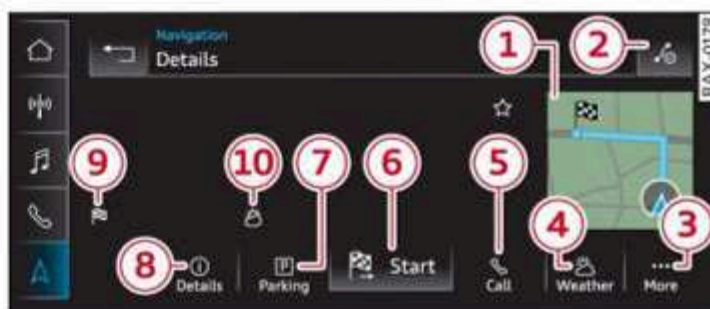 Navigation
Details
1
2
RAX-0178
9
10
7
6
5
4
3
8
Details
P
Parking
Start
Call
Weather
More